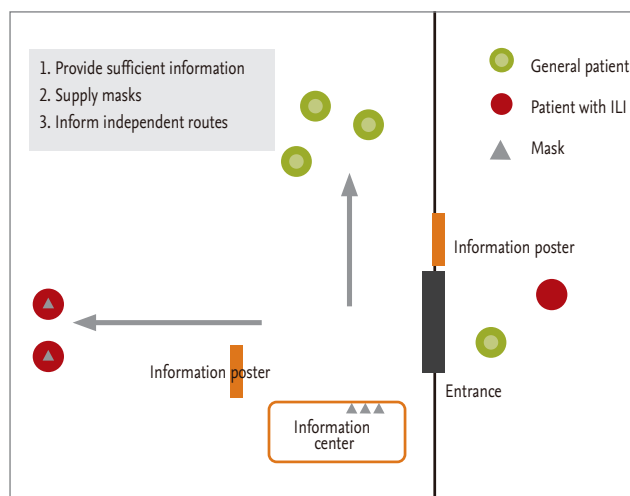 1. Provide sufficient information
2. Supply masks
3. Inform independent routes
General patient
Patient with ILI
Mask
Information poster
Information poster
Entrance
Information
center